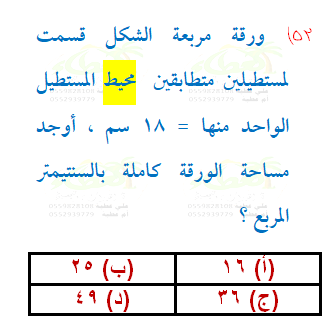 ٥٢) ورقة مربعة الشكل قسمت
لمستطيلين متطابقين محيط المستطيل
الواحد منها = ١٨ سم ، أوجد
مساحة الورقة كاملة بالسنتيمتر
المربع ؟
(أ) ١٦ (ب) ٢٥
(ج) ٣٦ (د) ٤٩